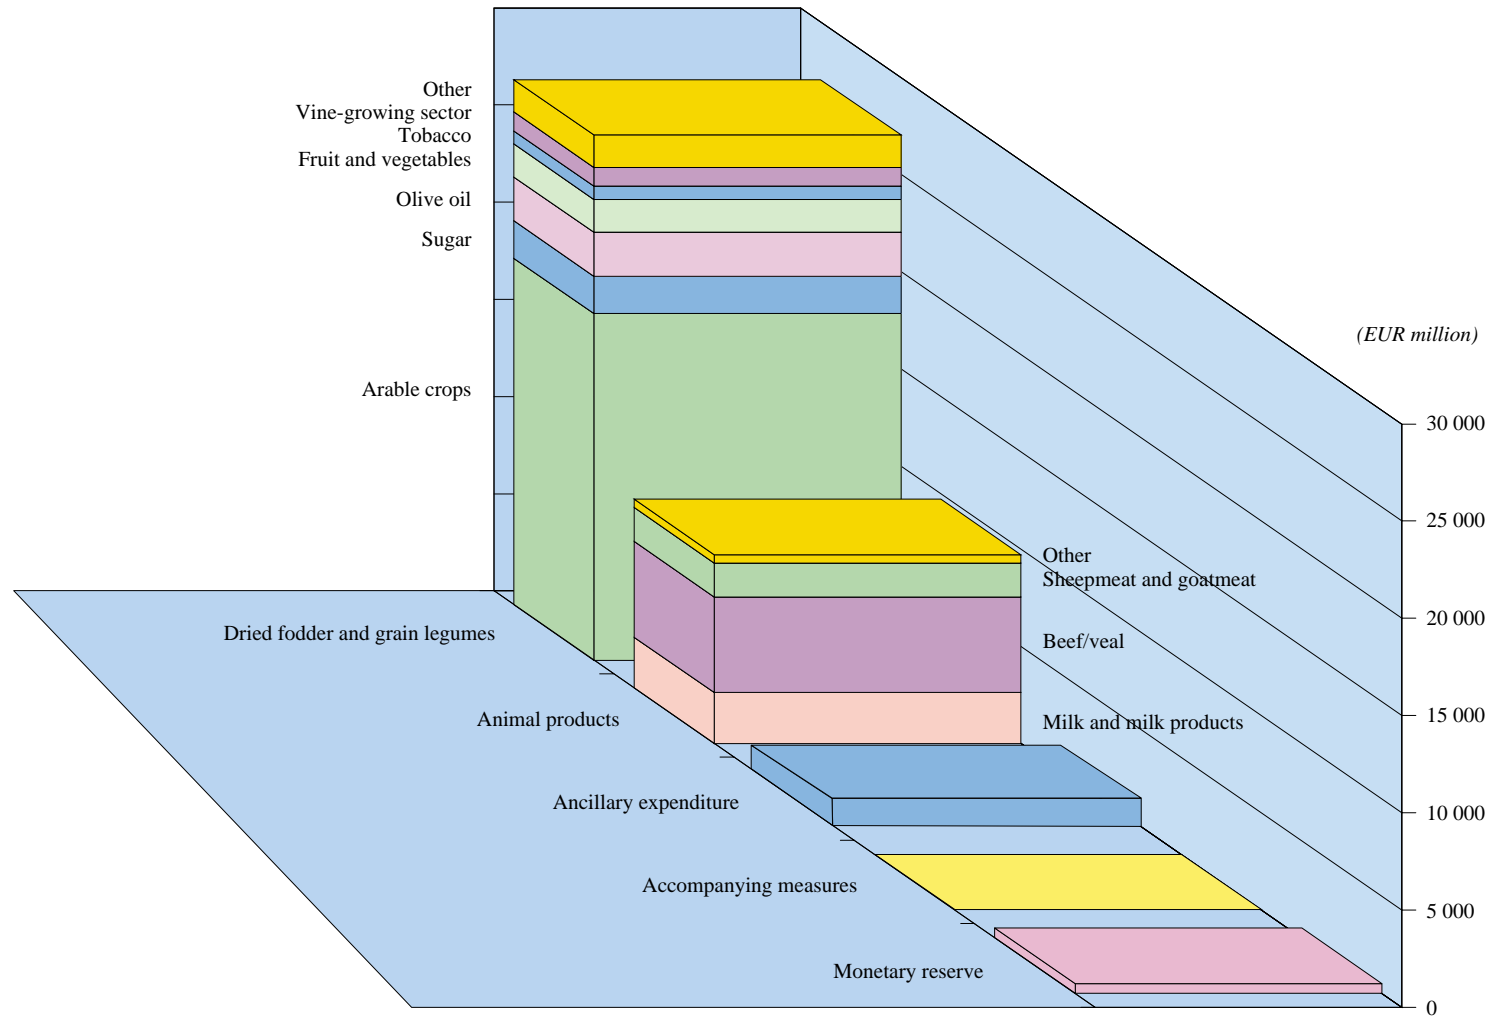 Other
Vine-growing sector
Tobacco
Fruit and vegetables
Olive oil
Sugar
Arable crops
(EUR million)
30 000
25 000
20 000
15 000
10 000
5 000
0
Other
Sheepmeat and goatmeat
Beef/veal
Milk and milk products
Dried fodder and grain legumes
Animal products
Ancillary expenditure
Accompanying measures
Monetary reserve